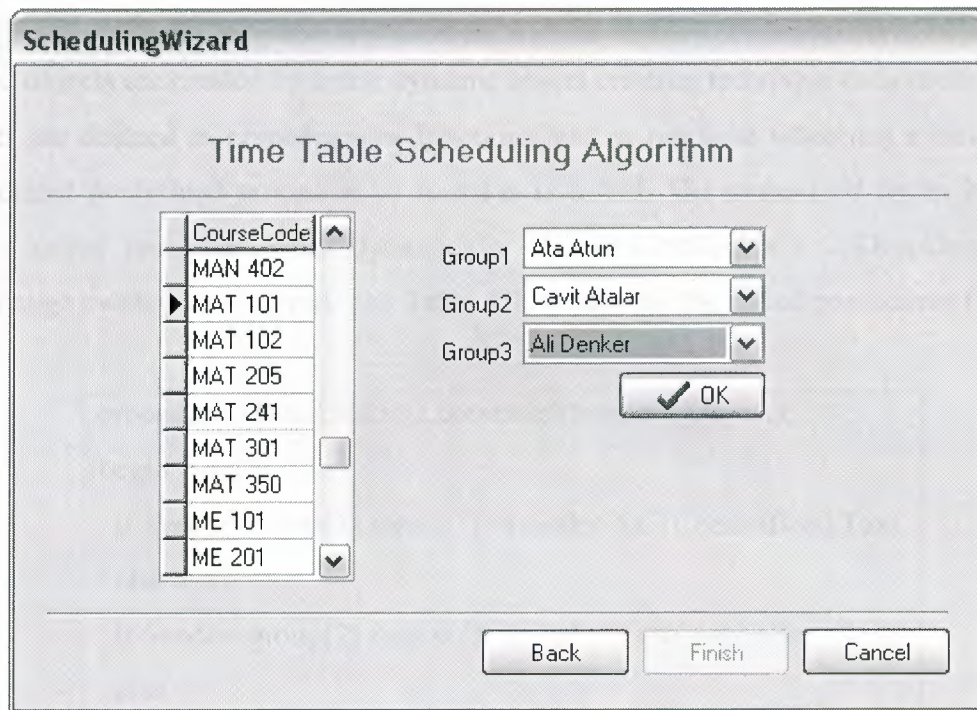 SchedulingWizard
Time Table Scheduling Algorithm
CourseCode
MAN 402
MAT 101
MAT 102
MAT 205
MAT 241
MAT 301
MAT 350
ME 101
ME 201
Group1 Ata Atun
Group2 Cavit Atalar
Group3 Ali Denker
OK
Back Finish Cancel